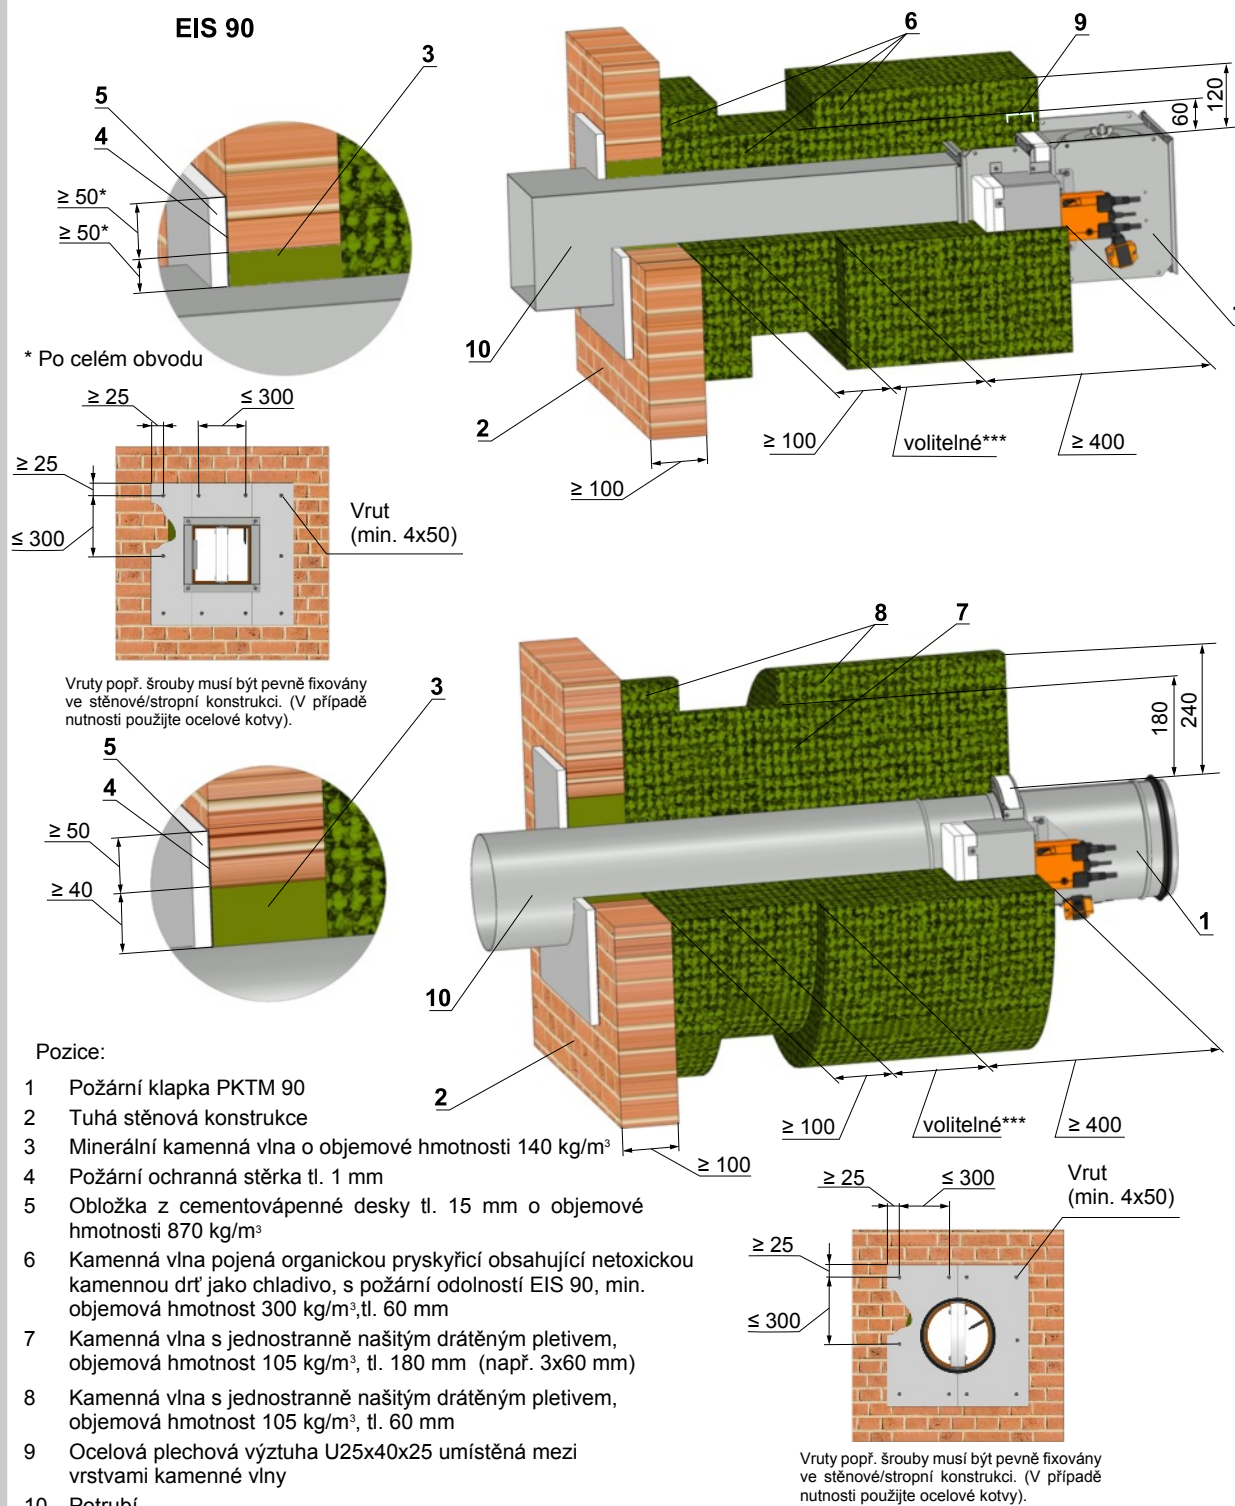 EIS 90
3
5
4
≥ 50*
≥ 50*
* Po celém obvodu
6
9
120
60
10
2
≥ 100
≥ 100
volitelné***
≥ 400
≥ 25
≤ 300
≥ 25
≤ 300
Vrut
(min. 4x50)
Vruty popř. šrouby musí být pevně fixovány
ve stěnové/stropní konstrukci. (V případě
nutnosti použijte ocelové kotvy).
3
5
4
≥ 50
≥ 40
8
7
180
240
1
10
2
≥ 100
≥ 100
volitelné***
≥ 400
Pozice:
1 Požární klapka PKTM 90
2 Tuhá stěnová konstrukce
3 Minerální kamenná vlna o objemové hmotnosti 140 kg/m³
4 Požární ochranná stěrka tl. 1 mm
5 Obložka z cementovápenné desky tl. 15 mm o objemové
hmotnosti 870 kg/m³
6 Kamenná vlna pojená organickou pryskyřicí obsahující netoxickou
kamennou drť jako chladivo, s požární odolností EIS 90, min.
objemová hmotnost 300 kg/m³,tl. 60 mm
7 Kamenná vlna s jednostranně našitým drátěným pletivem,
objemová hmotnost 105 kg/m³, tl. 180 mm (např. 3x60 mm)
8 Kamenná vlna s jednostranně našitým drátěným pletivem,
objemová hmotnost 105 kg/m³, tl. 60 mm
9 Ocelová plechová výztuha U25x40x25 umístěná mezi
vrstvami kamenné vlny
10 Potrubí
≥ 25
≤ 300
≥ 25
≤ 300
Vrut
(min. 4x50)
Vruty popř. šrouby musí být pevně fixovány
ve stěnové/stropní konstrukci. (V případě
nutnosti použijte ocelové kotvy).